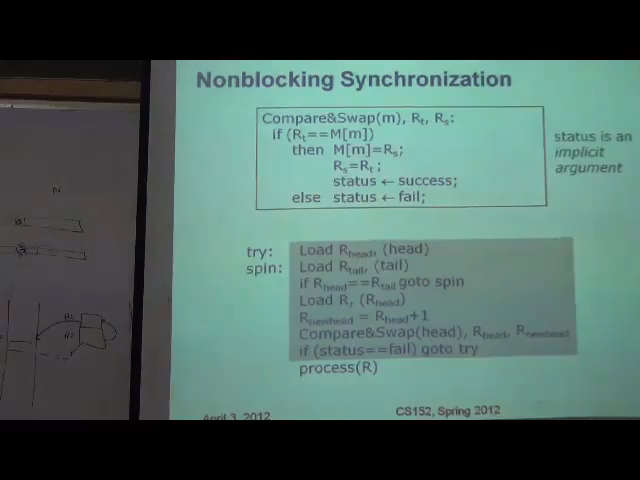 Nonblocking Synchronization
Compare&Swap(m), Rt, Rs:
if (Rt==M[m])
then M[m]=Rs;
Rs=Rt;
status ← success;
else status ← fail;
status is an
implicit
argument
try: Load Rhead, (head)
spin: Load Rtail, (tail)
if Rhead==Rtail goto spin
Load R, (Rhead)
Rnewhead = Rhead+1
Compare&Swap(head), Rhead, Rnewhead
if (status==fail) goto try
process(R)
April 3, 2012
CS152, Spring 2012